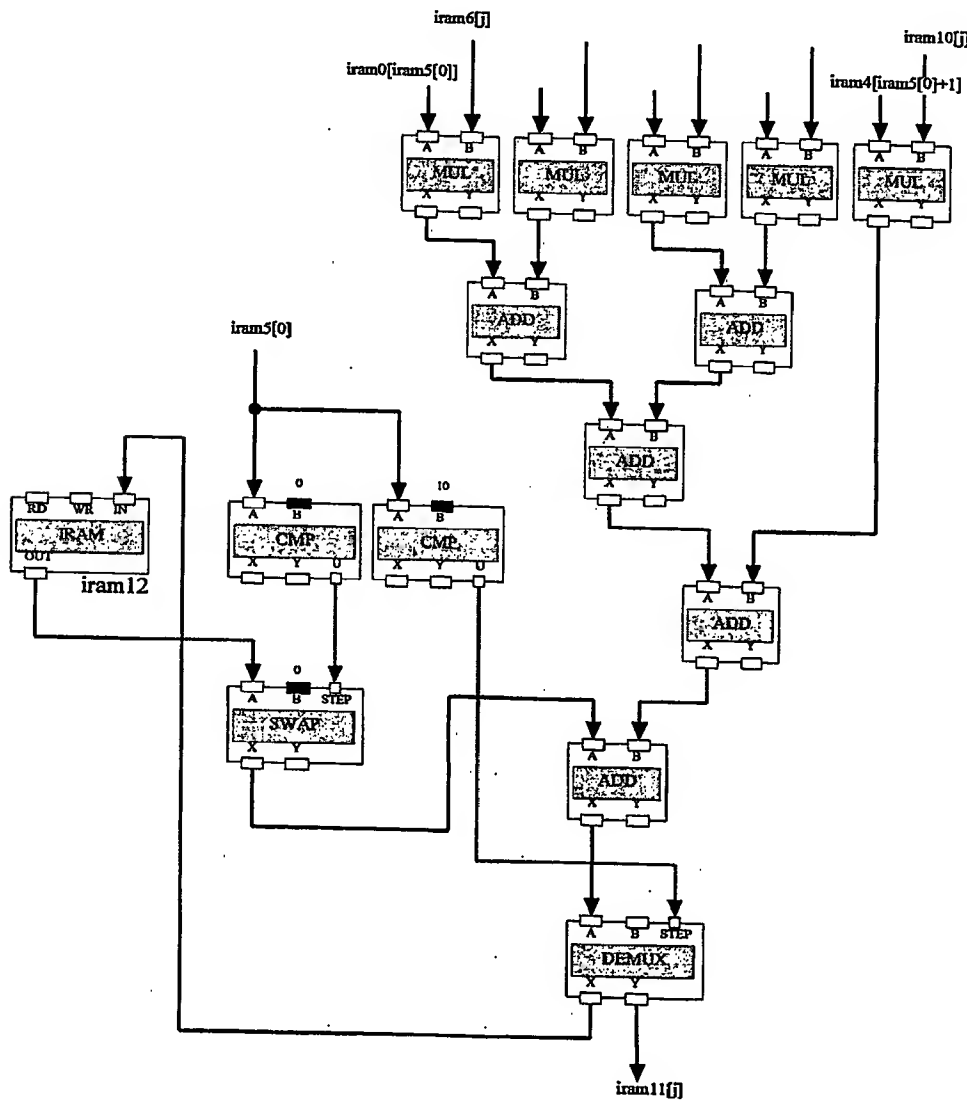 iram6[j]
iram10[j]
iram0[iram5[0]]
iram4[iram5[0]+1]
A B A B A B A B A B
MUL MUL MUL MUL MUL
X Y X Y X Y X Y X Y
A B A B
ADD ADD
X Y X Y
iram5[0]
A B
ADD
X Y
0 10
RD WR IN A B A B
IRAM CMP CMP
OUT X Y U X Y U
iram12
A B
ADD
X Y
0
A B STEP
SWAP
X Y
A B
ADD
X Y
A B STEP
DEMUX
X Y
iram11[j]